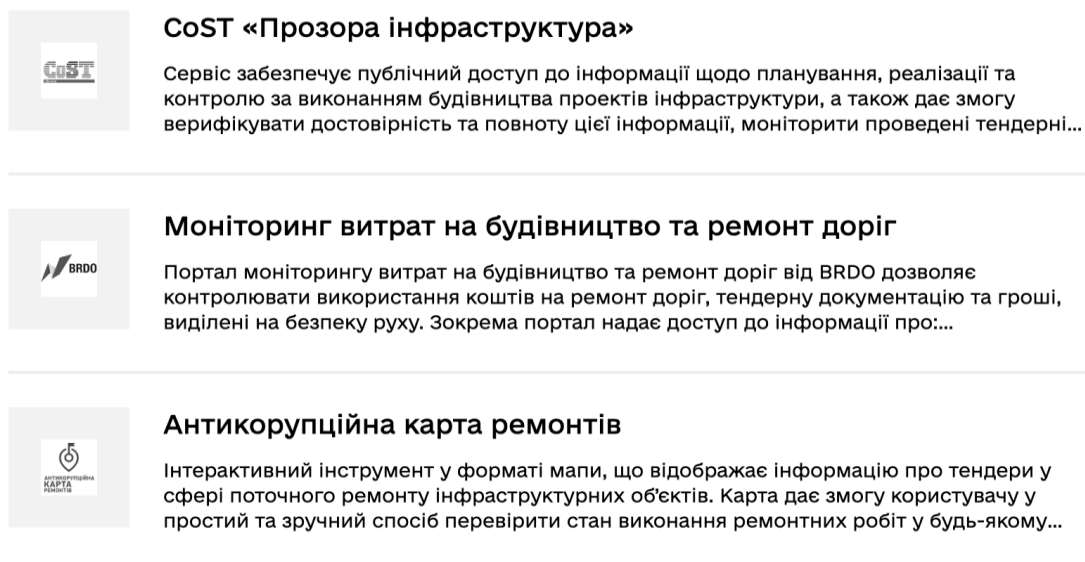 CoST
CoST «Прозора інфраструктура»
Сервіс забезпечує публічний доступ до інформації щодо планування, реалізації та
контролю за виконанням будівництва проектів інфраструктури, а також дає змогу
верифікувати достовірність та повноту цієї інформації, моніторити проведені тендерні...
BRDO
Моніторинг витрат на будівництво та ремонт доріг
Портал моніторингу витрат на будівництво та ремонт доріг від BRDO дозволяє
контролювати використання коштів на ремонт доріг, тендерну документацію та гроші,
виділені на безпеку руху. Зокрема портал надає доступ до інформації про:...
АНТИКОРУПЦІЙНА
КАРТА
РЕМОНТІВ
Антикорупційна карта ремонтів
Інтерактивний інструмент у форматі мапи, що відображає інформацію про тендери у
сфері поточного ремонту інфраструктурних об’єктів. Карта дає змогу користувачу у
простий та зручний спосіб перевірити стан виконання ремонтних робіт у будь-якому...